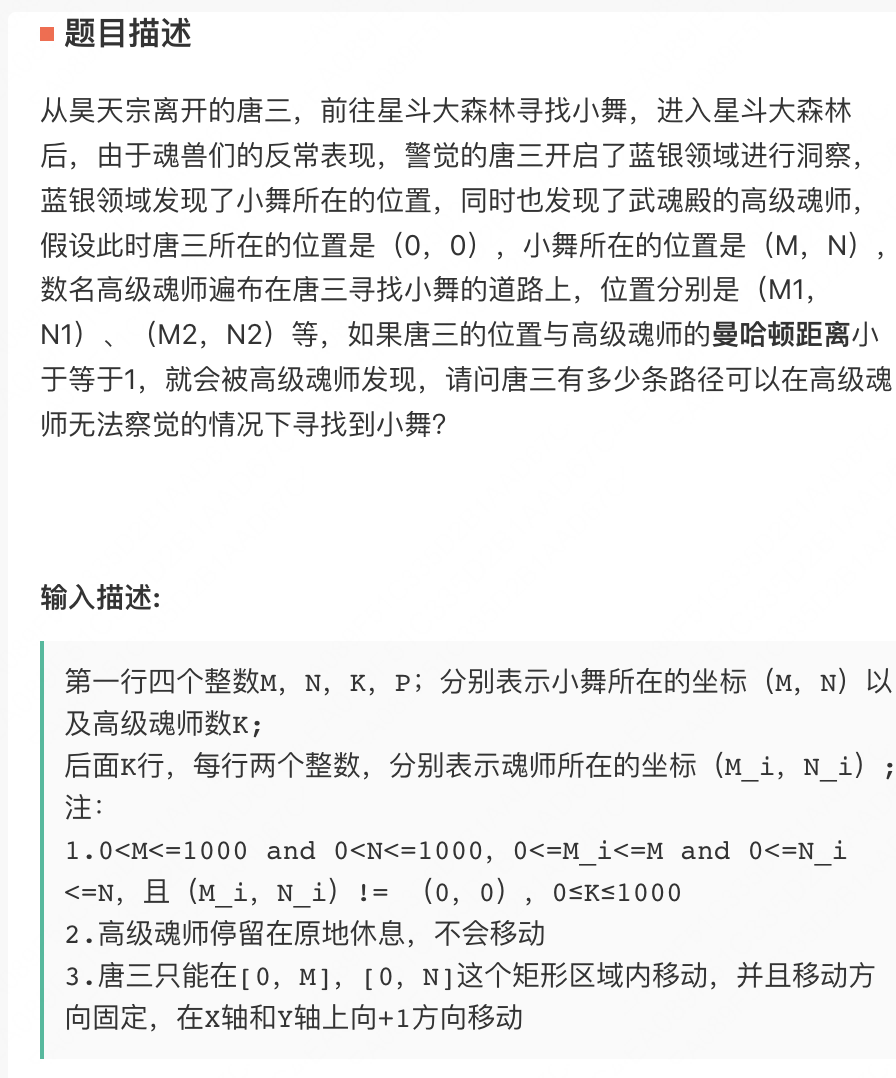 题目描述
从昊天宗离开的唐三，前往星斗大森林寻找小舞，进入星斗大森林
后，由于魂兽们的反常表现，警觉的唐三开启了蓝银领域进行洞察，
蓝银领域发现了小舞所在的位置，同时也发现了武魂殿的高级魂师，
假设此时唐三所在的位置是（0，0），小舞所在的位置是（M，N），
数名高级魂师遍布在唐三寻找小舞的道路上，位置分别是（M1，
N1）、（M2，N2）等，如果唐三的位置与高级魂师的曼哈顿距离小
于等于1，就会被高级魂师发现，请问唐三有多少条路径可以在高级魂
师无法察觉的情况下寻找到小舞?
输入描述:
第一行四个整数M，N，K，P；分别表示小舞所在的坐标（M，N）以
及高级魂师数K;
后面K行，每行两个整数，分别表示魂师所在的坐标（M_i，N_i）;
注：
1.0<M<=1000 and 0<N<=1000，0<=M_i<=M and 0<=N_i
<=N，且（M_i，N_i）!= （0，0）, 0≤K≤1000
2.高级魂师停留在原地休息，不会移动
3.唐三只能在[0，M]，[0，N]这个矩形区域内移动，并且移动方
向固定，在X轴和Y轴上向+1方向移动